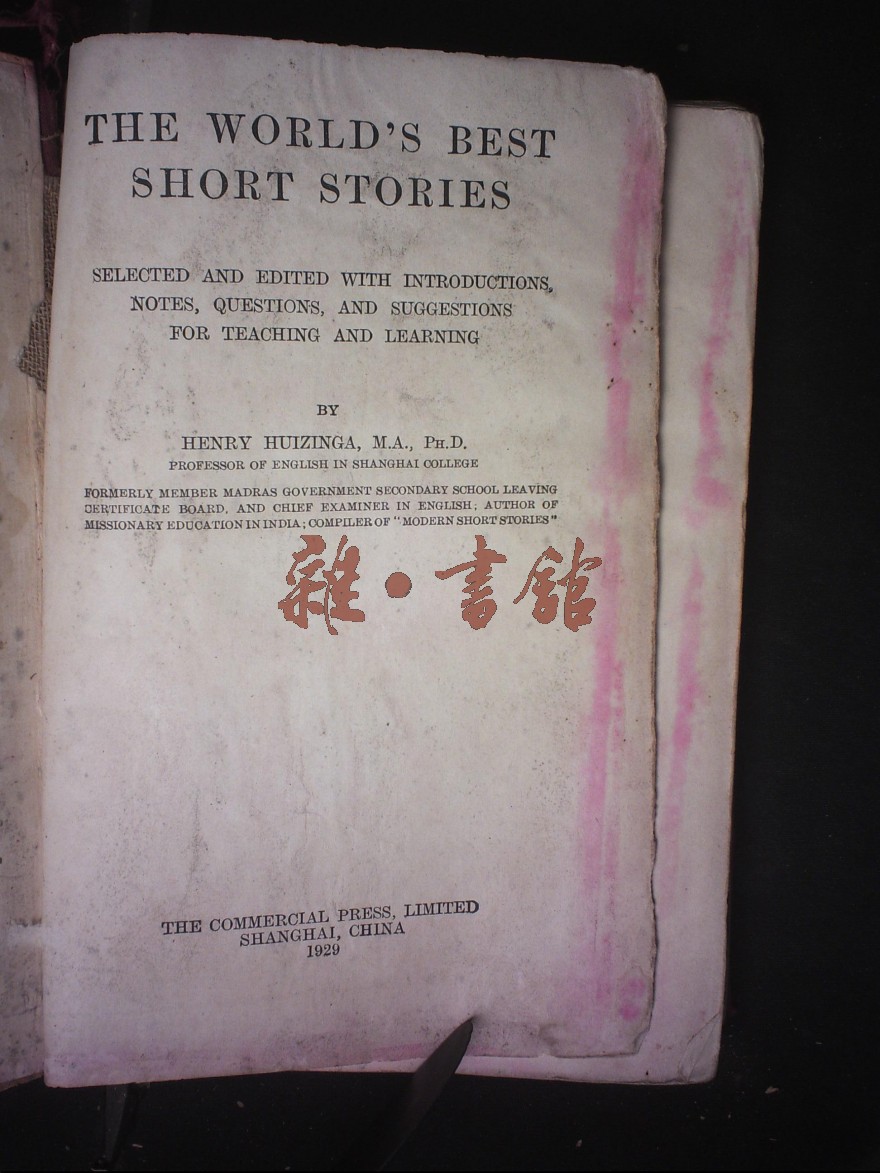 THE WORLD'S BEST
SHORT STORIES
SELECTED AND EDITED WITH INTRODUCTIONS,
NOTES, QUESTIONS, AND SUGGESTIONS
FOR TEACHING AND LEARNING
BY
HENRY HUIZINGA, M.A., PH.D.
PROFESSOR OF ENGLISH IN SHANGHAI COLLEGE
FORMERLY MEMBER MADRAS GOVERNMENT SECONDARY SCHOOL LEAVING
CERTIFICATE BOARD, AND CHIEF EXAMINER IN ENGLISH; AUTHOR OF
MISSIONARY EDUCATION IN INDIA; COMPILER OF "MODERN SHORT STORIES"
雜●書館
THE COMMERCIAL PRESS, LIMITED
SHANGHAI, CHINA
1929